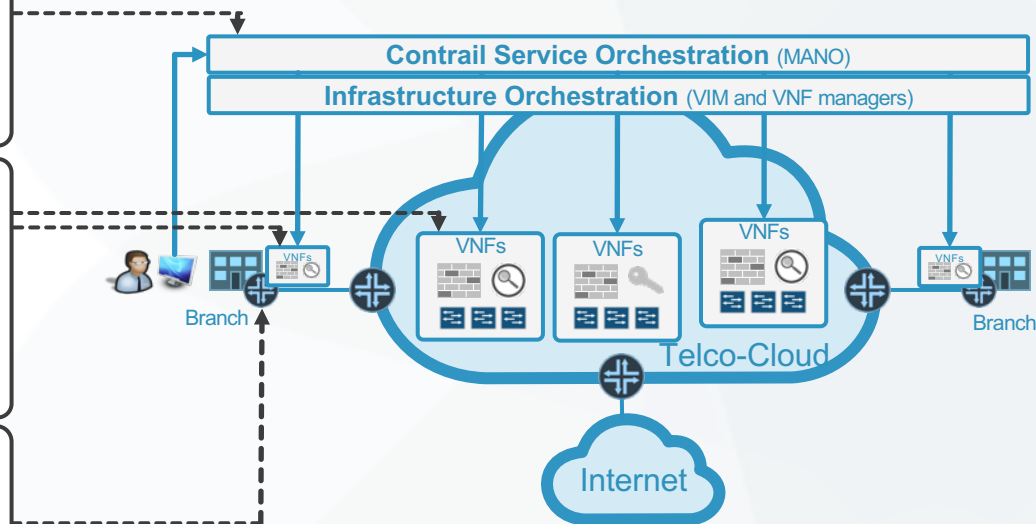 Contrail Service Orchestration (MANO)
Infrastructure Orchestration (VIM and VNF managers)
VNFs
VNFs
VNFs
VNFs
VNFs
Branch
Branch
Telco-Cloud
Internet